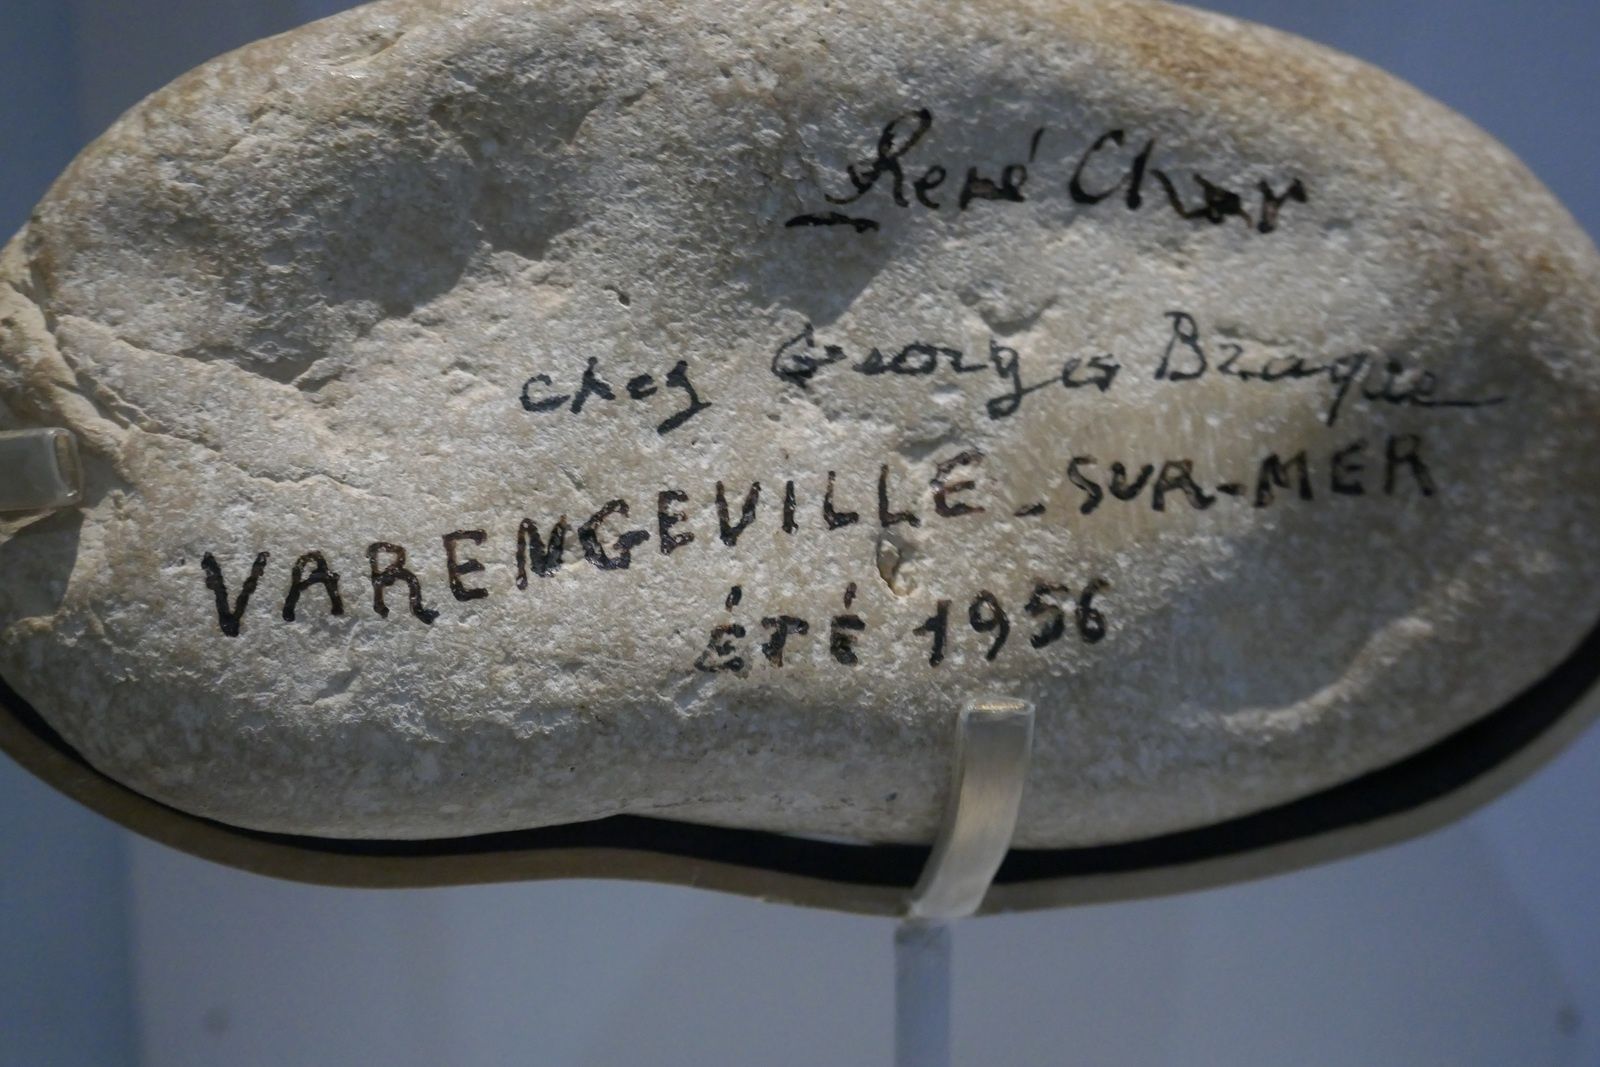 René Char
chez Georges Braque
VARENGEVILLE-SUR-MER
ÉTÉ 1956